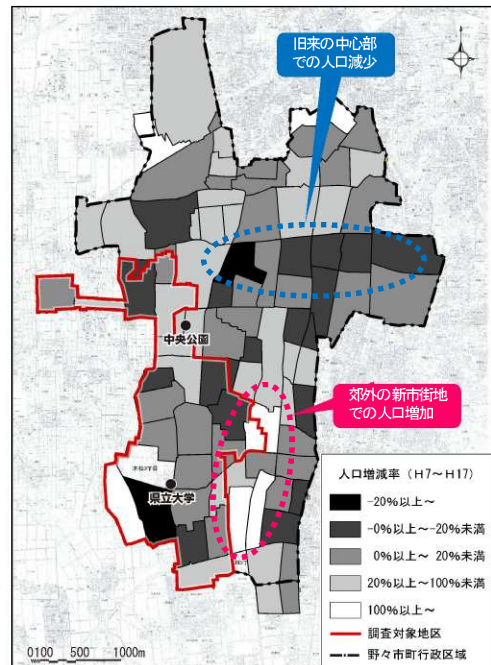 旧来の中心部
での人口減少
中央公園
郊外の新市街地
での人口増加
県立大学
人口増減率（H7～H17）
-20%以上～
-0%以上～-20%未満
0%以上～ 20%未満
20%以上～100%未満
100%以上～
調査対象地区
野々市町行政区域
0100 500 1000m